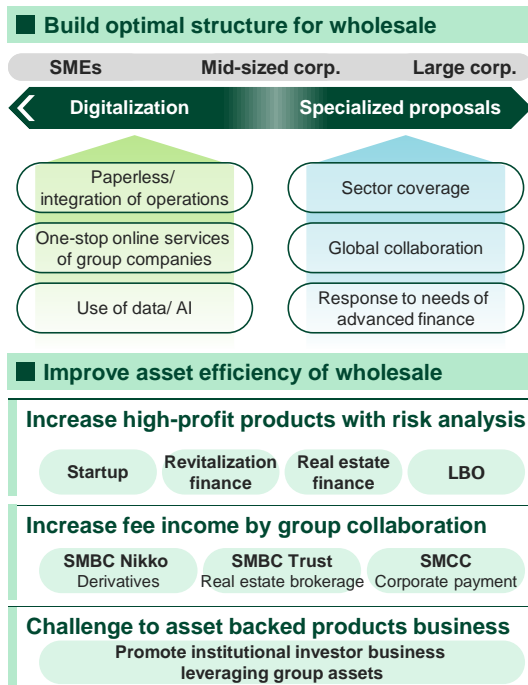 Build optimal structure for wholesale
SMEs Mid-sized corp. Large corp.
Digitalization Specialized proposals
Paperless/
integration of operations
Sector coverage
One-stop online services
of group companies
Global collaboration
Use of data/ AI
Response to needs of
advanced finance
Improve asset efficiency of wholesale
Increase high-profit products with risk analysis
Startup
Revitalization
finance
Real estate
finance
LBO
Increase fee income by group collaboration
SMBC Nikko
Derivatives
SMBC Trust
Real estate brokerage
SMCC
Corporate payment
Challenge to asset backed products business
Promote institutional investor business
leveraging group assets